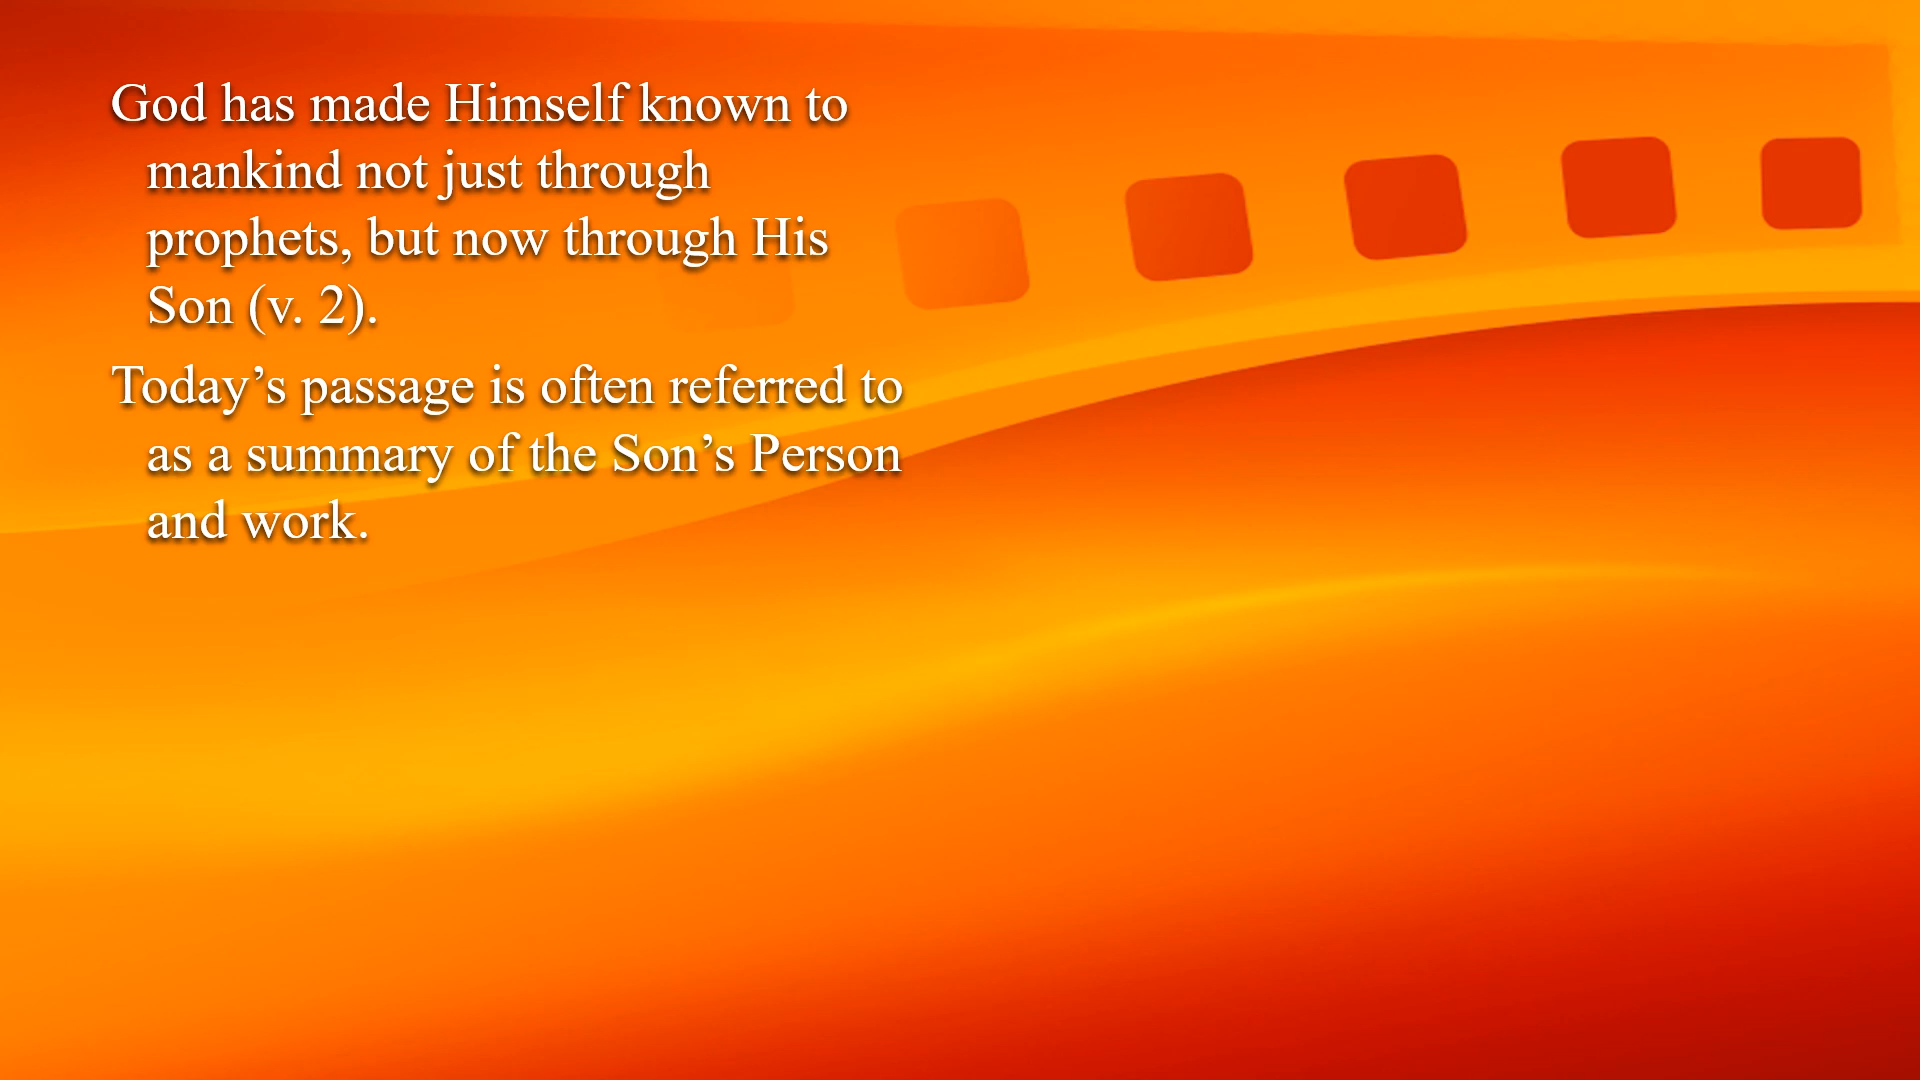 God has made Himself known to
mankind not just through
prophets, but now through His
Son (v. 2).
Today’s passage is often referred to
as a summary of the Son’s Person
and work.